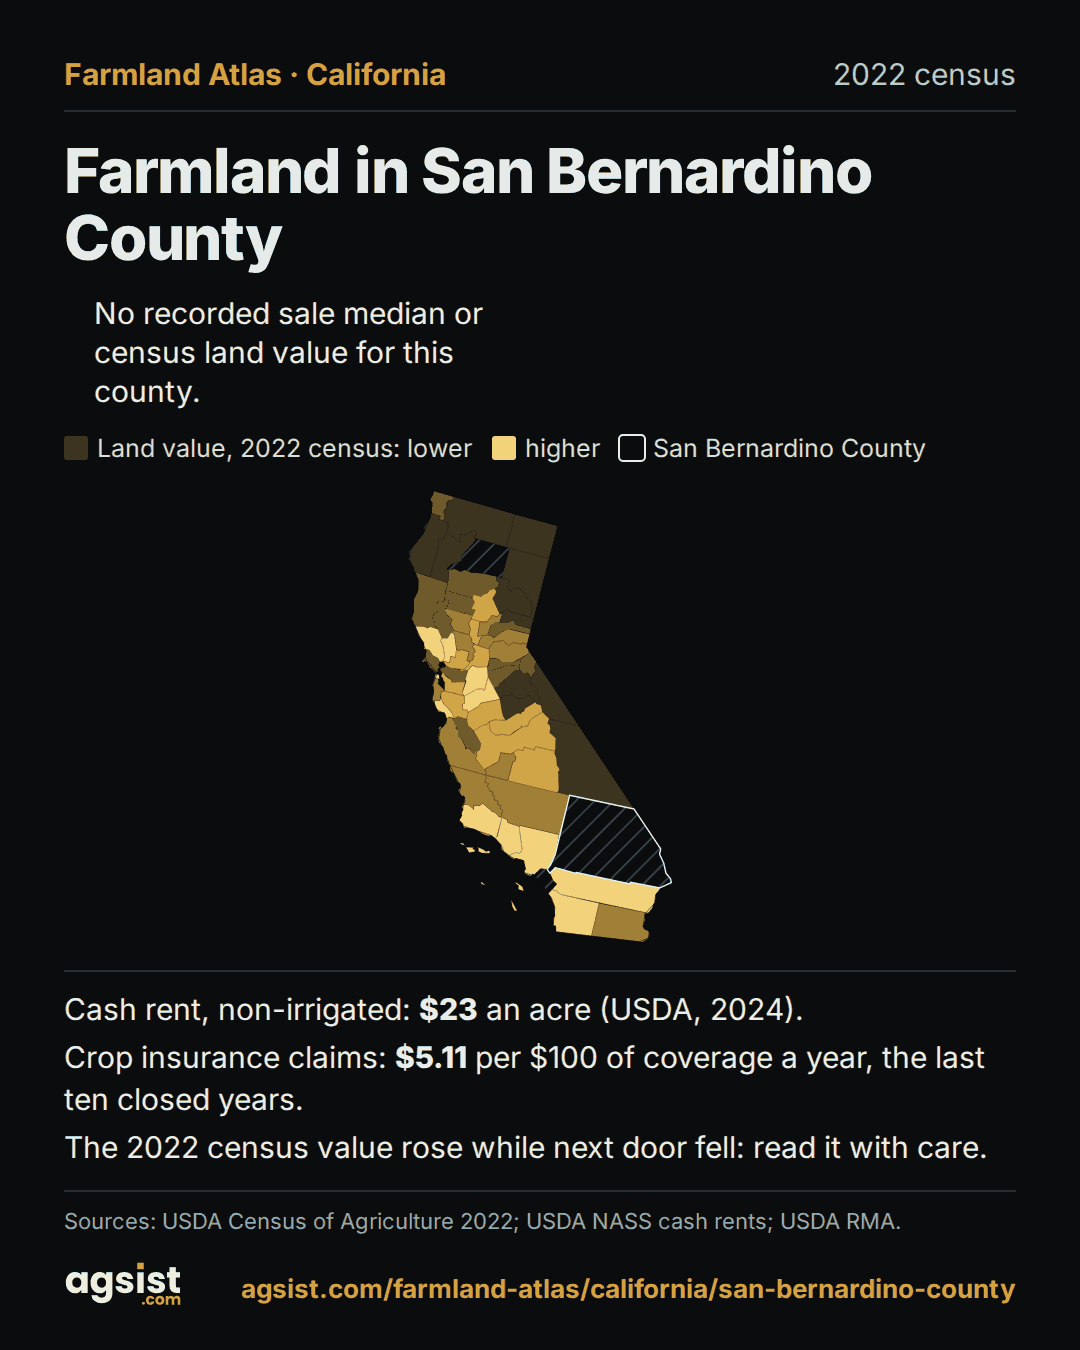 Farmland Atlas · California
2022 census
Farmland in San Bernardino
County
No recorded sale median or
census land value for this
county.
Land value, 2022 census: lower
higher
San Bernardino County
Cash rent, non-irrigated: $23 an acre (USDA, 2024).
Crop insurance claims: $5.11 per $100 of coverage a year, the last
ten closed years.
The 2022 census value rose while next door fell: read it with care.
Sources: USDA Census of Agriculture 2022; USDA NASS cash rents; USDA RMA.
agsist
.com
agsist.com/farmland-atlas/california/san-bernardino-county